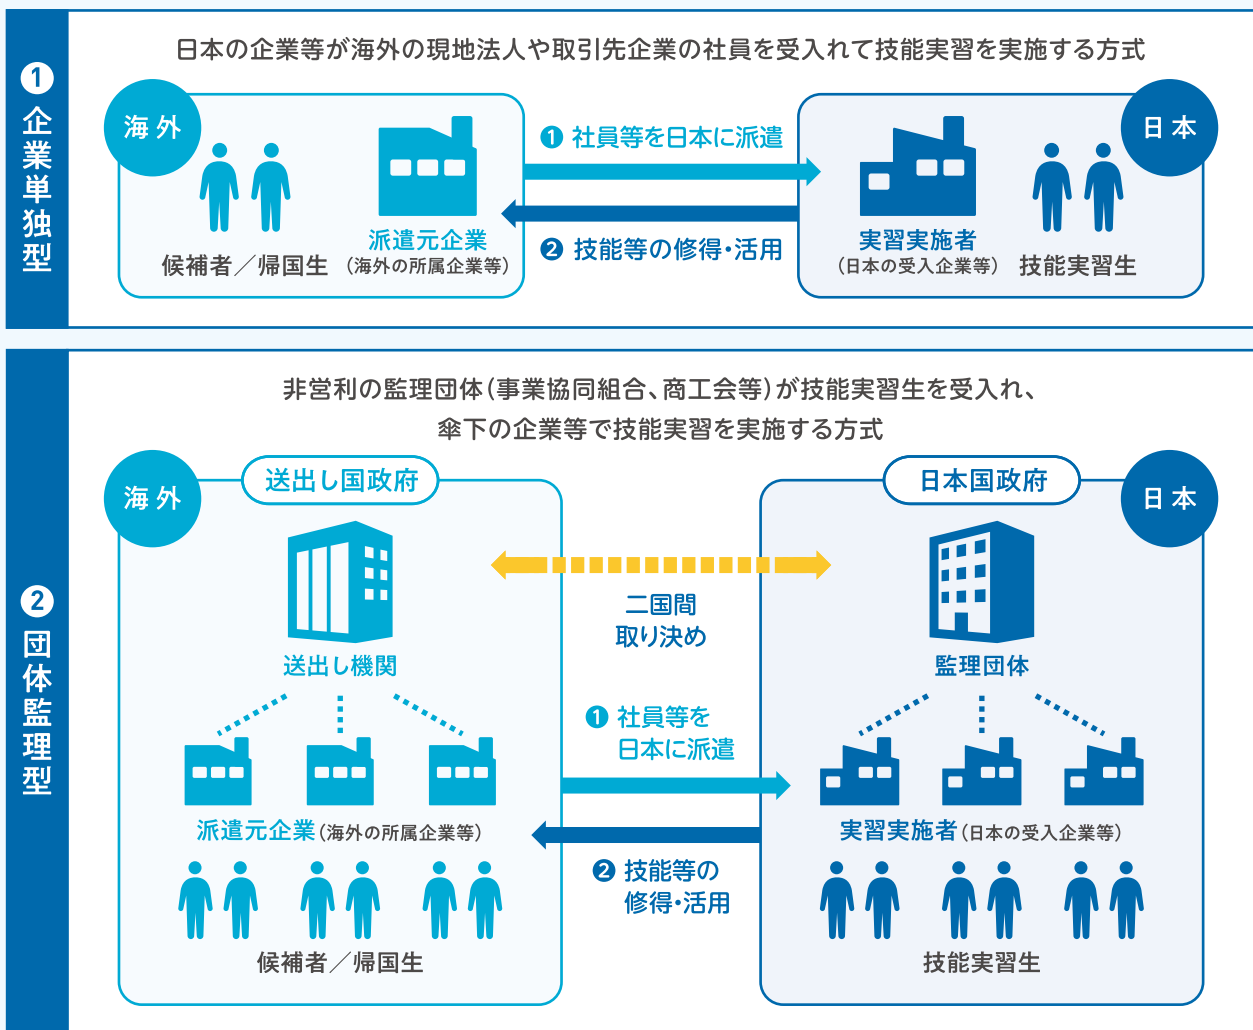 ❶企業単独型
日本の企業等が海外の現地法人や取引先企業の社員を受入れて技能実習を実施する方式
海外
❶ 社員等を日本に派遣
日本
派遣元企業
(海外の所属企業等)
候補者／帰国生
❷ 技能等の修得・活用
実習実施者
(日本の受入企業等)
技能実習生
❷団体監理型
非営利の監理団体(事業協同組合、商工会等)が技能実習生を受入れ、
傘下の企業等で技能実習を実施する方式
海外
送出し国政府
日本国政府
日本
二国間
取り決め
送出し機関
監理団体
❶ 社員等を
日本に派遣
派遣元企業(海外の所属企業等)
実習実施者(日本の受入企業等)
❷ 技能等の
修得・活用
候補者／帰国生
技能実習生